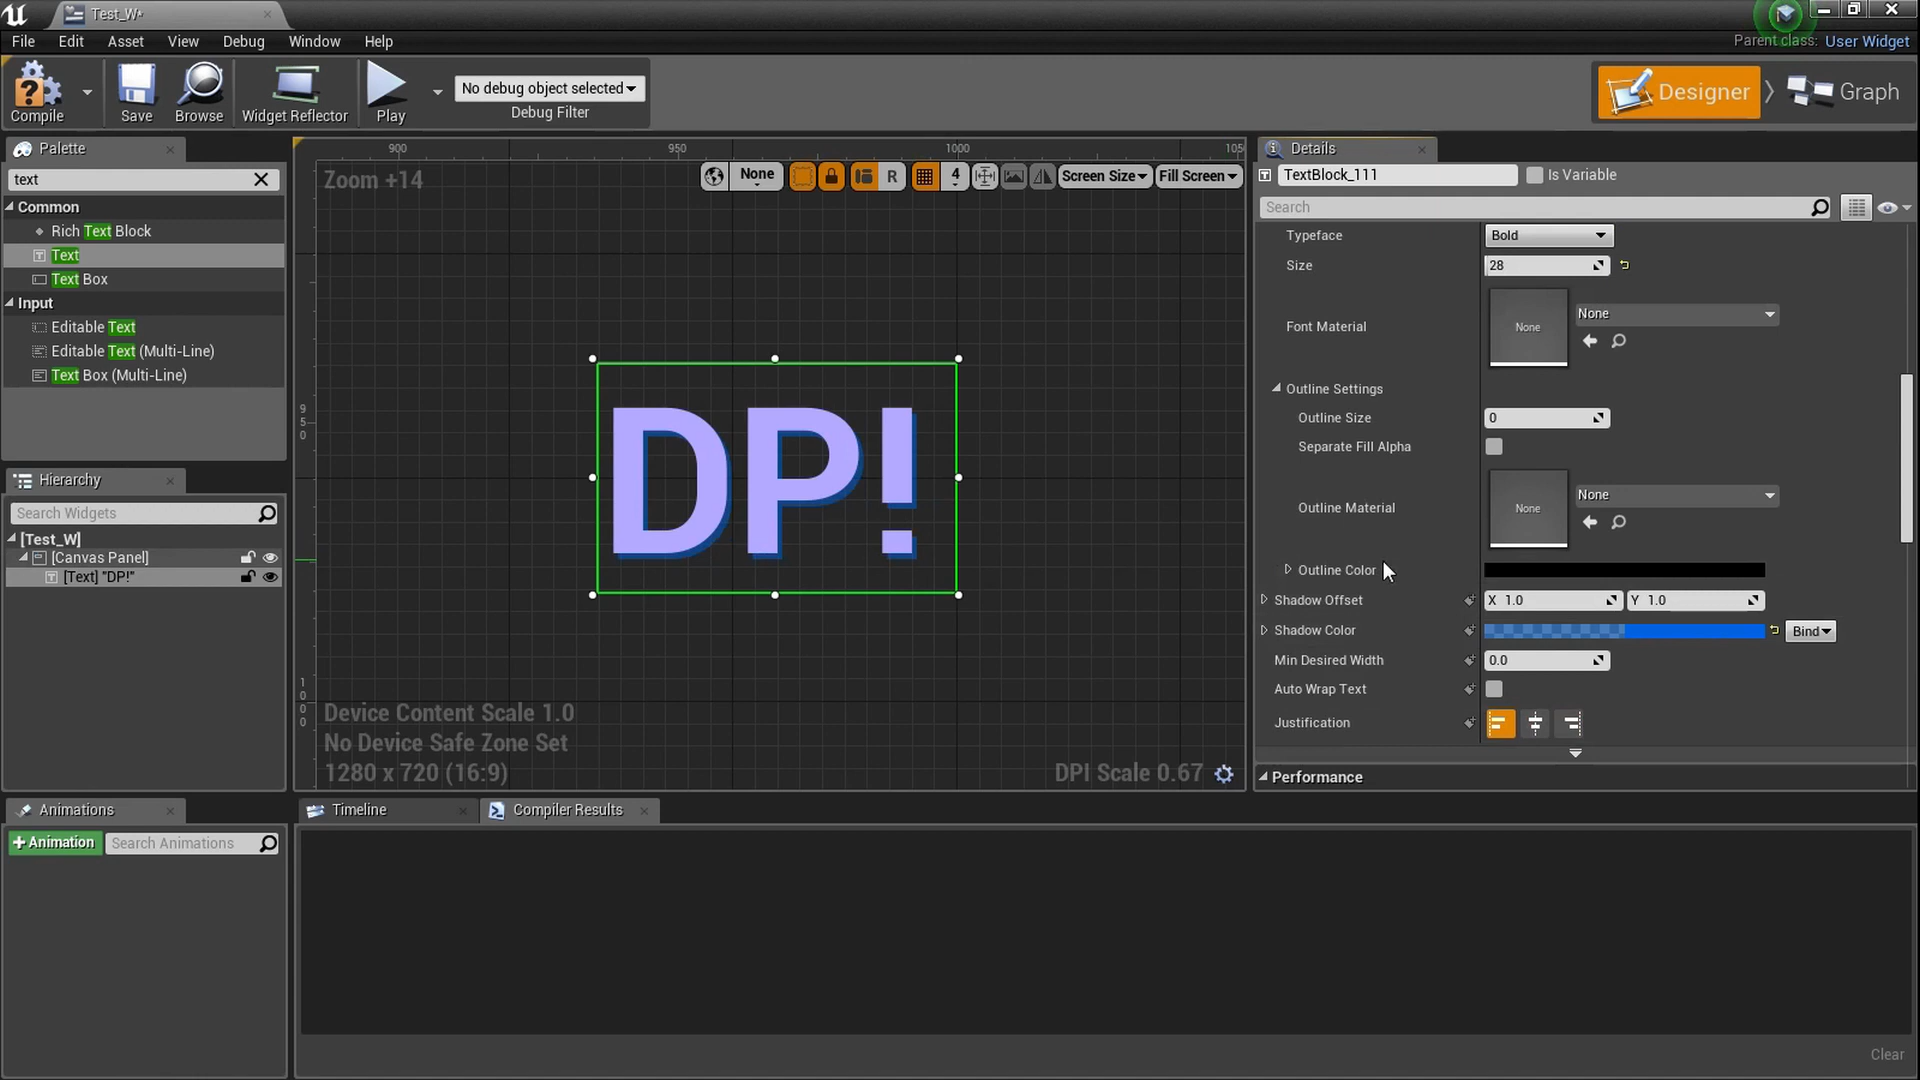 Test_W*
File Edit Asset View Debug Window Help
Parent class: User Widget
Compile
Save
Browse
Widget Reflector
Play
No debug object selected
Debug Filter
Designer
Graph
Palette
text
Common
Rich Text Block
Text
Text Box
Input
Editable Text
Editable Text (Multi-Line)
Text Box (Multi-Line)
Hierarchy
Search Widgets
[Test_W]
[Canvas Panel]
[Text] "DP!"
Animations
+ Animation
Search Animations
900 950 1000 1050
Zoom +14
None
R
4
Screen Size
Fill Screen
950
DP!
1000
Device Content Scale 1.0
No Device Safe Zone Set
1280 x 720 (16:9)
DPI Scale 0.67
Timeline
Compiler Results
Clear
Details
TextBlock_111
Is Variable
Search
Typeface Bold
Size 28
Font Material None None
Outline Settings
Outline Size 0
Separate Fill Alpha
Outline Material None None
Outline Color
Shadow Offset X 1.0 Y 1.0
Shadow Color Bind
Min Desired Width 0.0
Auto Wrap Text
Justification
Performance